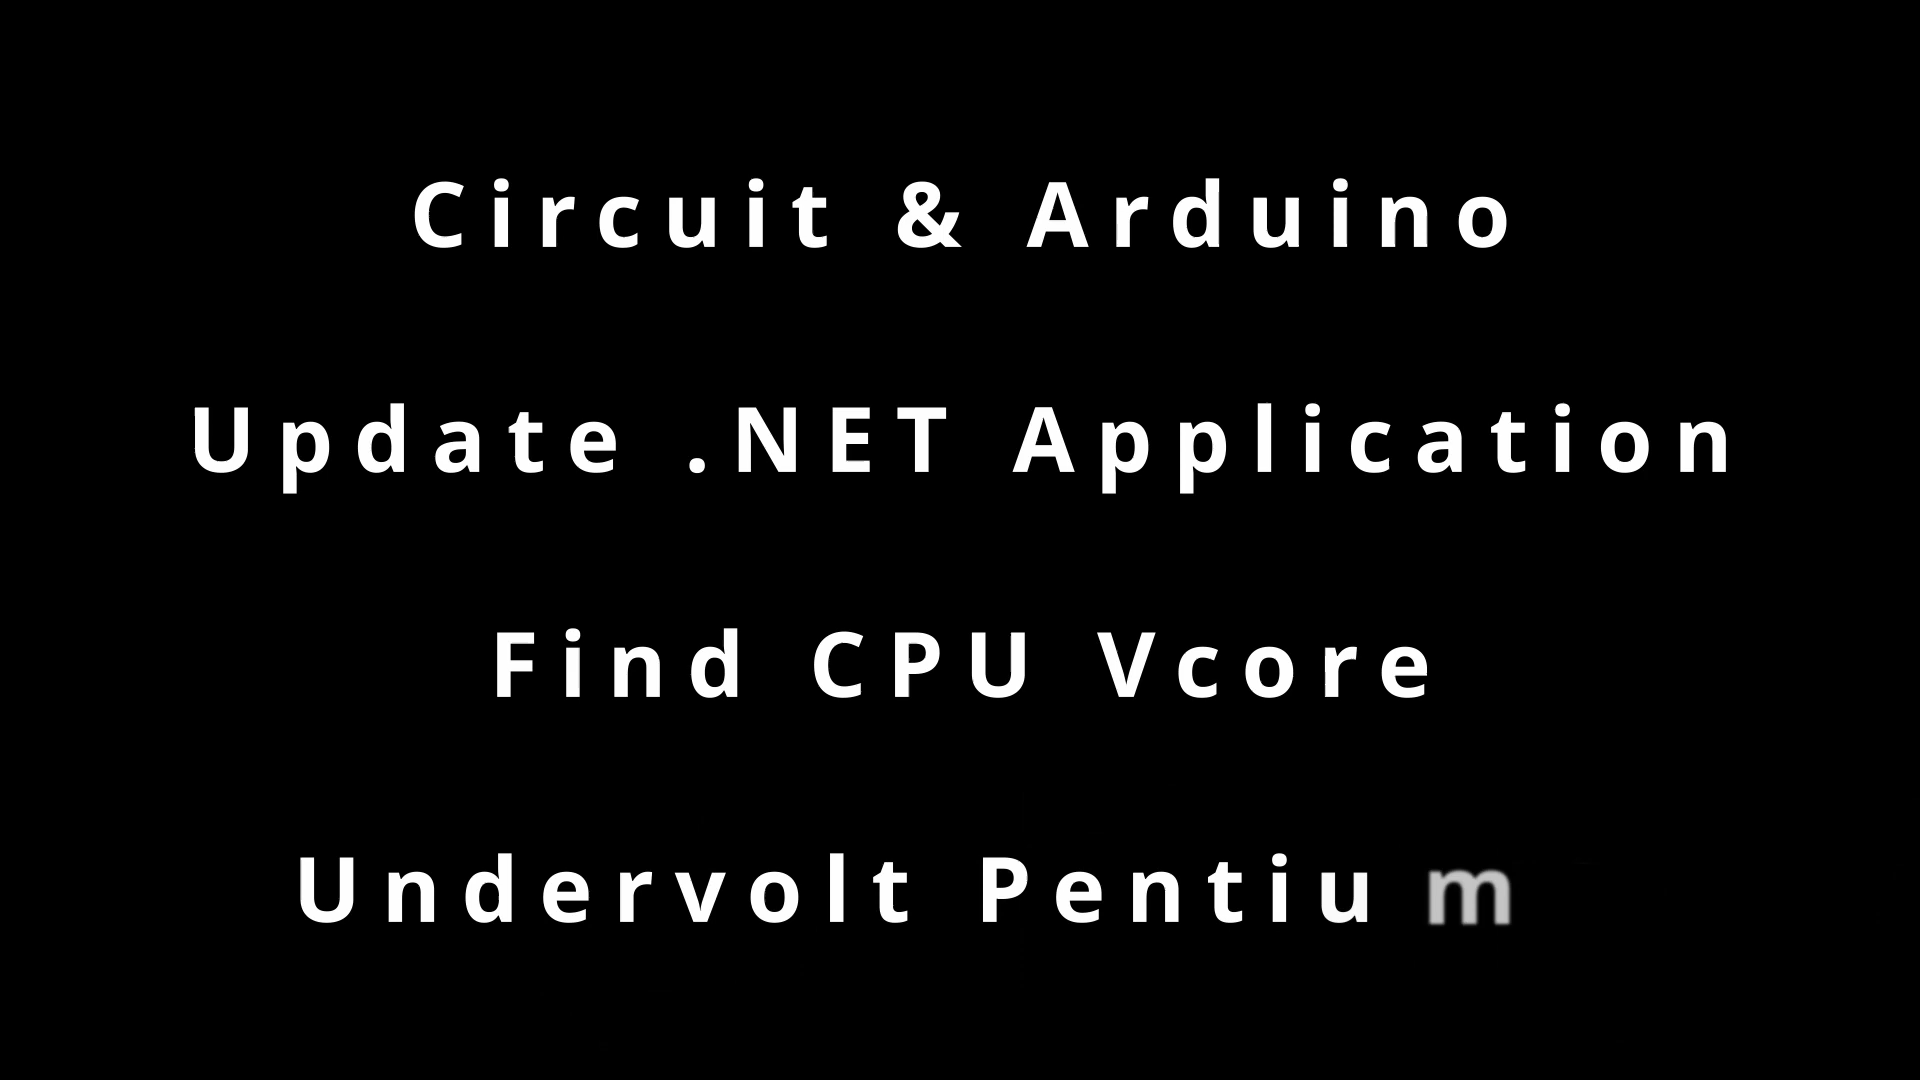 Circuit & Arduino
Update .NET Application
Find CPU Vcore
Undervolt Pentium